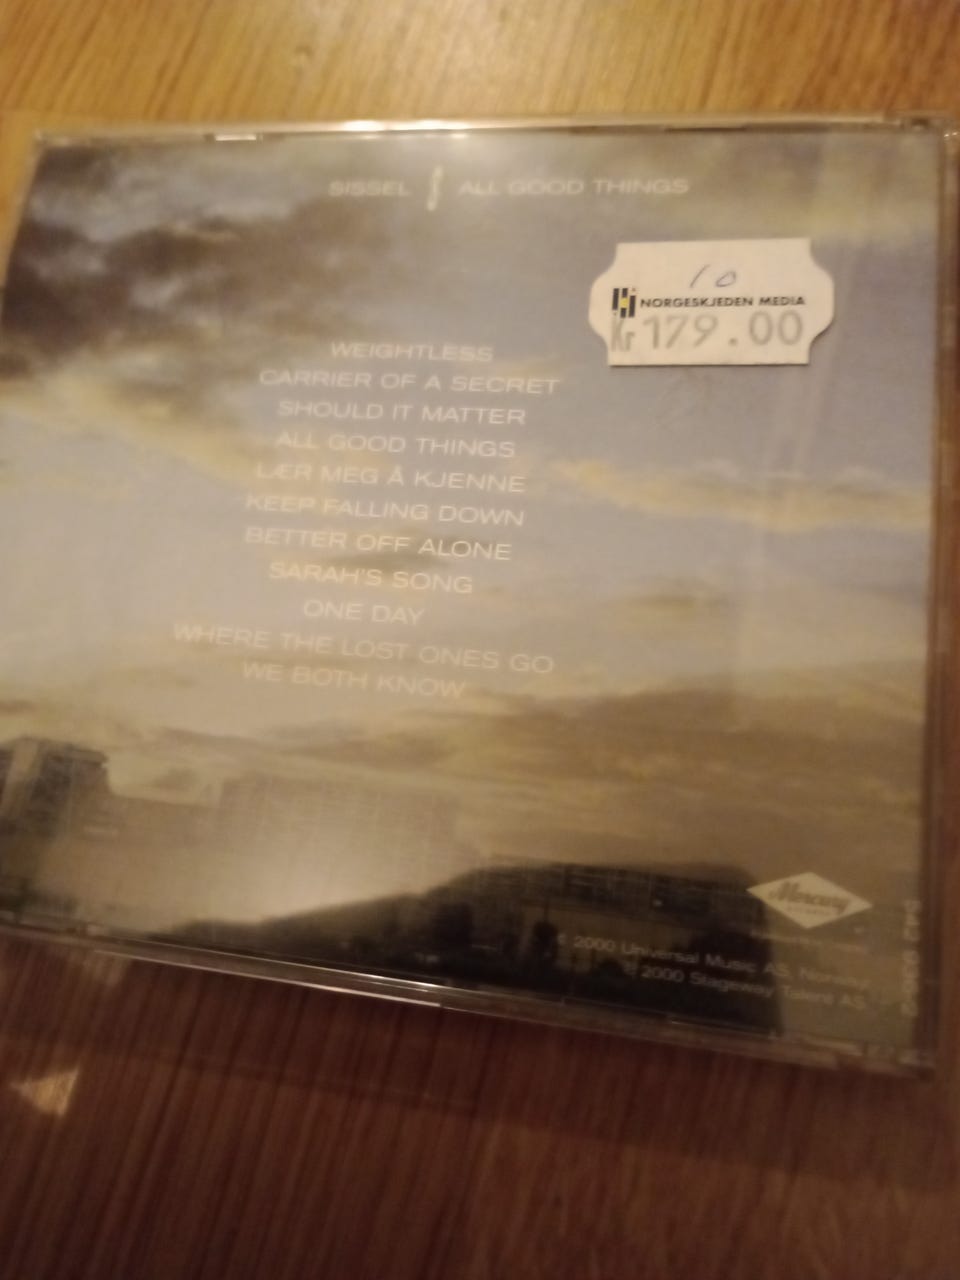 SISSEL ALL GOOD THINGS
10
NORGESKJEDEN MEDIA
Kr 179.00
WEIGHTLESS
CARRIER OF A SECRET
SHOULD IT MATTER
ALL GOOD THINGS
LÆR MEG Å KJENNE
KEEP FALLING DOWN
BETTER OFF ALONE
SARAH'S SONG
ONE DAY
WHERE THE LOST ONES GO
WE BOTH KNOW
Mercury
© 2000 Universal Music AS, Norway
℗ 2000 Stageway Talent AS